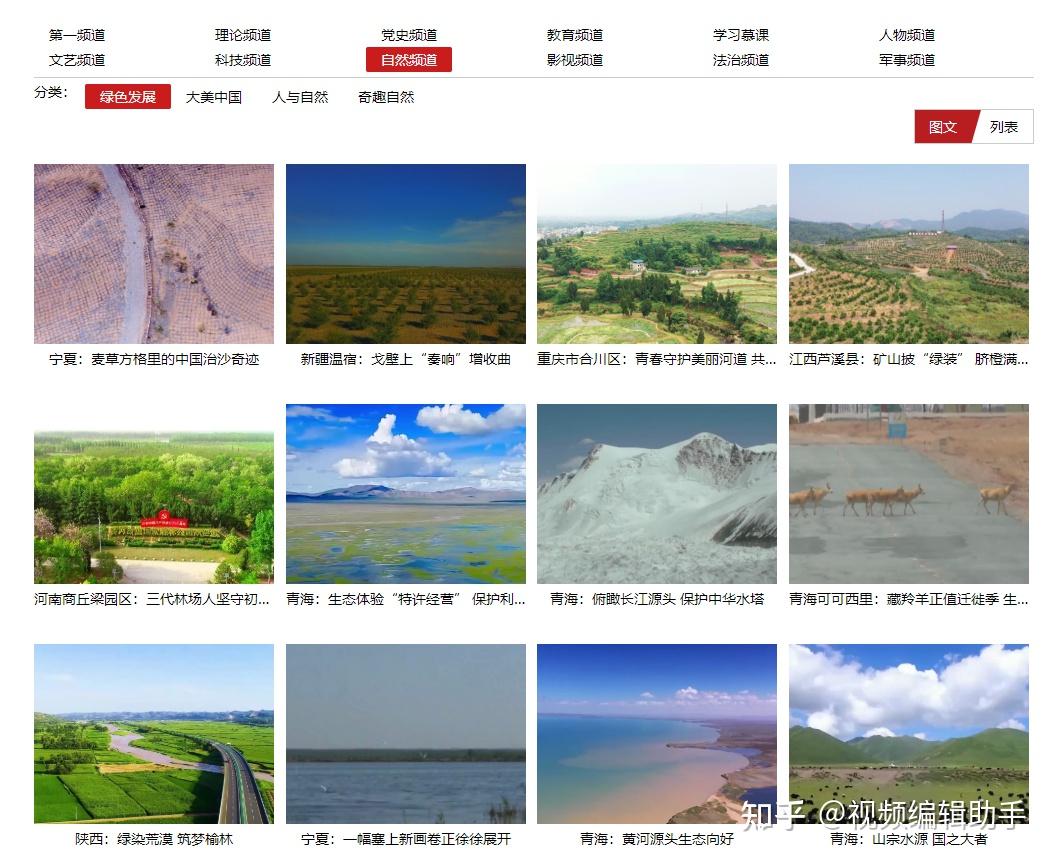 第一频道 理论频道 党史频道 教育频道 学习慕课 人物频道
文艺频道 科技频道 自然频道 影视频道 法治频道 军事频道
分类： 绿色发展 大美中国 人与自然 奇趣自然
图文 列表
宁夏：麦草方格里的中国治沙奇迹 新疆温宿：戈壁上“奏响”增收曲 重庆市合川区：青春守护美丽河道 共... 江西芦溪县：矿山披“绿装” 脐橙满...
河南商丘梁园区：三代林场人坚守初... 青海：生态体验“特许经营” 保护利... 青海：俯瞰长江源头 保护中华水塔 青海可可西里：藏羚羊正值迁徙季 生...
知乎 @视频编辑助手
陕西：绿染荒漠 筑梦榆林 宁夏：一幅塞上新画卷正徐徐展开 青海：黄河源头生态向好 青海：山宗水源 国之大者